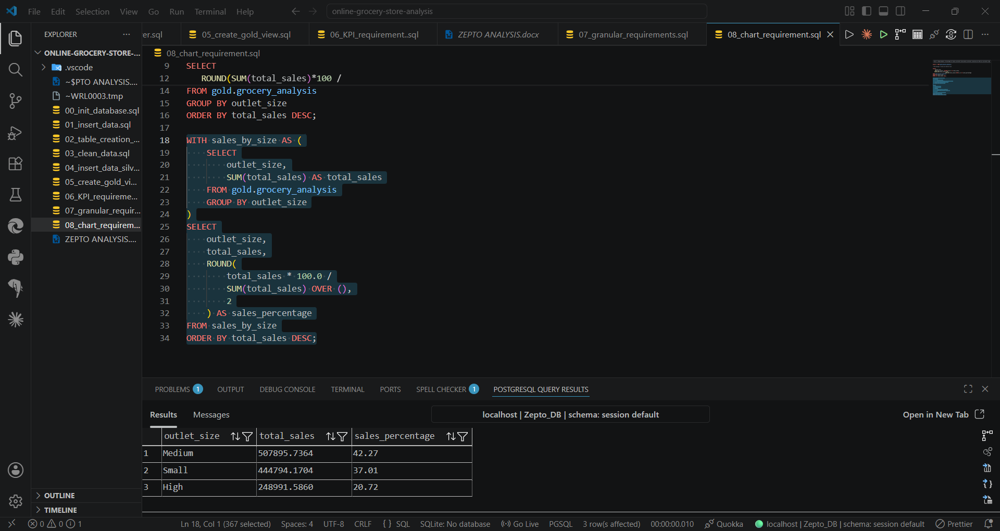 File Edit Selection View Go Run Terminal Help
online-grocery-store-analysis
EXPLORER
er.sql
05_create_gold_view.sql
06_KPI_requirement..sql
ZEPTO ANALYSIS.docx
07_granular_requirements.sql
08_chart_requirement.sql
ONLINE-GROCERY-STORE-...
.vscode
~$PTO ANALYSIS....
~WRL0003.tmp
00_init_database.sql
01_insert_data.sql
02_table_creation_...
03_clean_data.sql
04_insert_data_silv...
05_create_gold_vi...
06_KPI_requireme...
07_granular_requir...
08_chart_requirem...
ZEPTO ANALYSIS....
OUTLINE
TIMELINE
08_chart_requirement.sql
9 SELECT
12 ROUND(SUM(total_sales)*100 /
14 FROM gold.grocery_analysis
15 GROUP BY outlet_size
16 ORDER BY total_sales DESC;
17
18 WITH sales_by_size AS (
19 SELECT
20 outlet_size,
21 SUM(total_sales) AS total_sales
22 FROM gold.grocery_analysis
23 GROUP BY outlet_size
24 )
25 SELECT
26 outlet_size,
27 total_sales,
28 ROUND(
29 total_sales * 100.0 /
30 SUM(total_sales) OVER (),
31 2
32 ) AS sales_percentage
33 FROM sales_by_size
34 ORDER BY total_sales DESC;
PROBLEMS 1 OUTPUT DEBUG CONSOLE TERMINAL PORTS SPELL CHECKER 1 POSTGRESQL QUERY RESULTS
Results Messages
localhost | Zepto_DB | schema: session default
Open in New Tab
outlet_size total_sales sales_percentage
1 Medium 507895.7364 42.27
2 Small 444794.1704 37.01
3 High 248991.5860 20.72
0 0 1 Ln 18, Col 1 (367 selected) Spaces: 4 UTF-8 CRLF { } SQL SQLite: No database Go Live PGSQL 3 row(s affected) 00:00:00.010 Quokka localhost | Zepto_DB | schema: session default Prettier